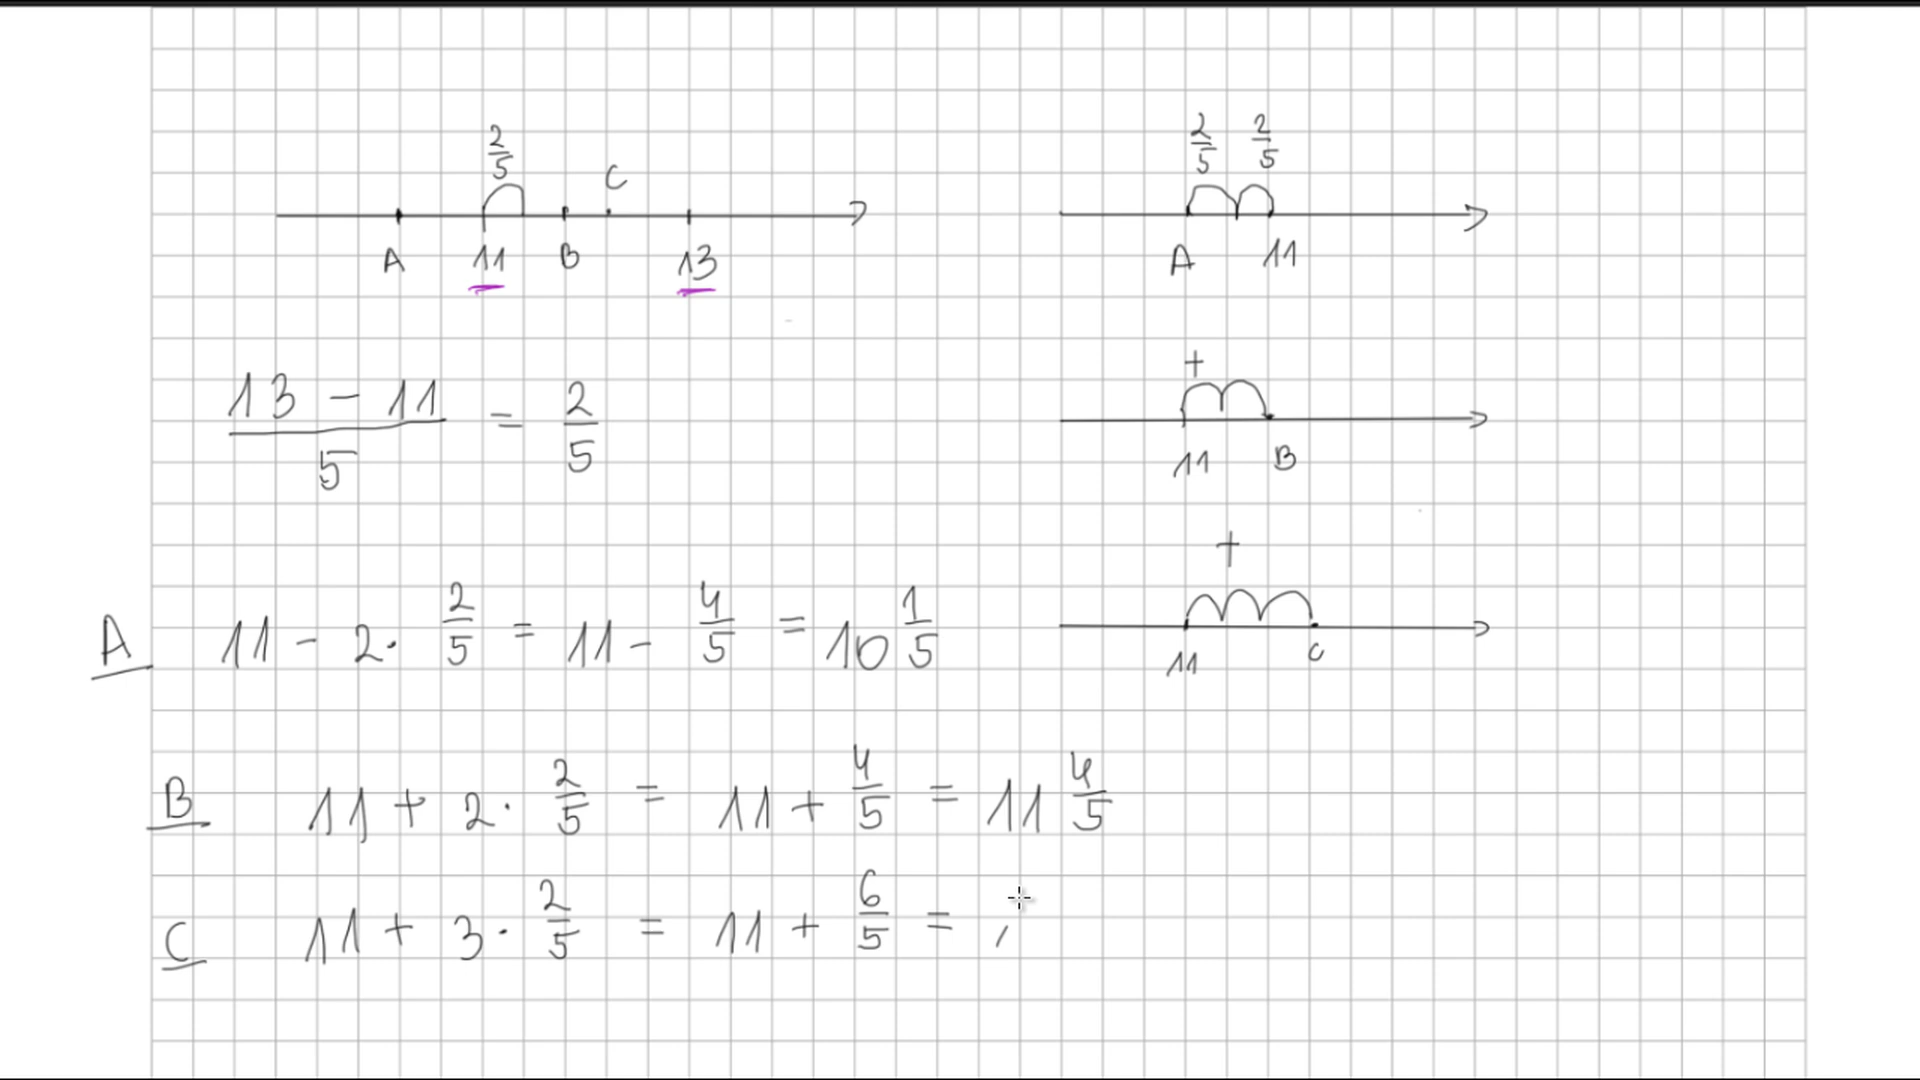 2/5 C
A 11 B 13
2/5 2/5
A 11
(13 - 11)/5 = 2/5
+
11 B
+
11 C
A 11 - 2 · 2/5 = 11 - 4/5 = 10 1/5
B 11 + 2 · 2/5 = 11 + 4/5 = 11 4/5
C 11 + 3 · 2/5 = 11 + 6/5 =